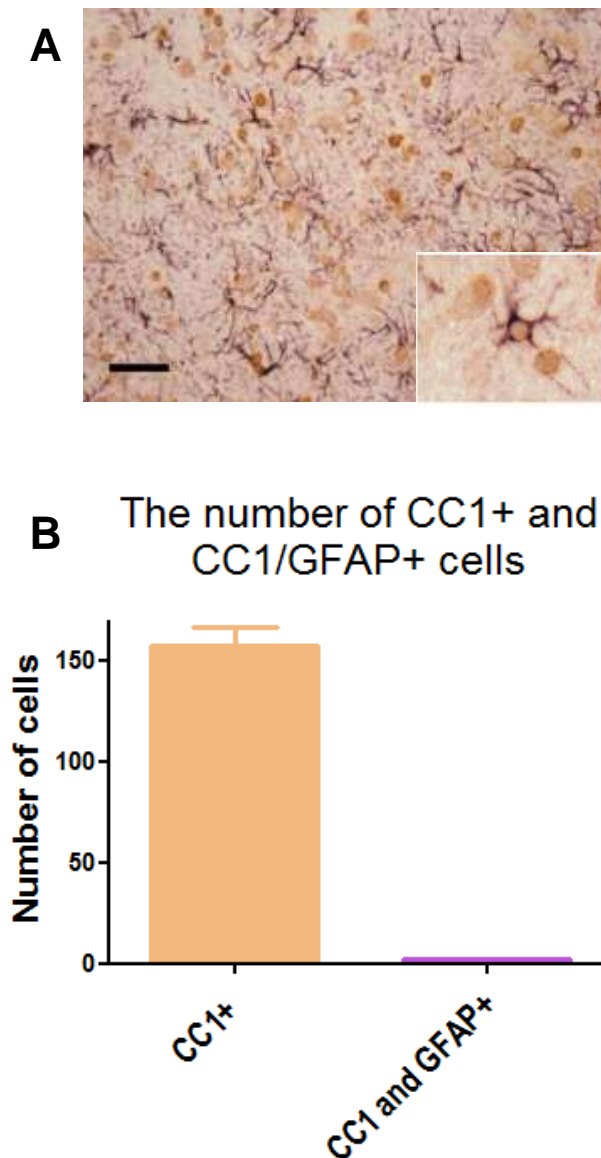 A
B
The number of CC1+ and
CC1/GFAP+ cells
Number of cells
150
100
50
0
CC1+
CC1 and GFAP+